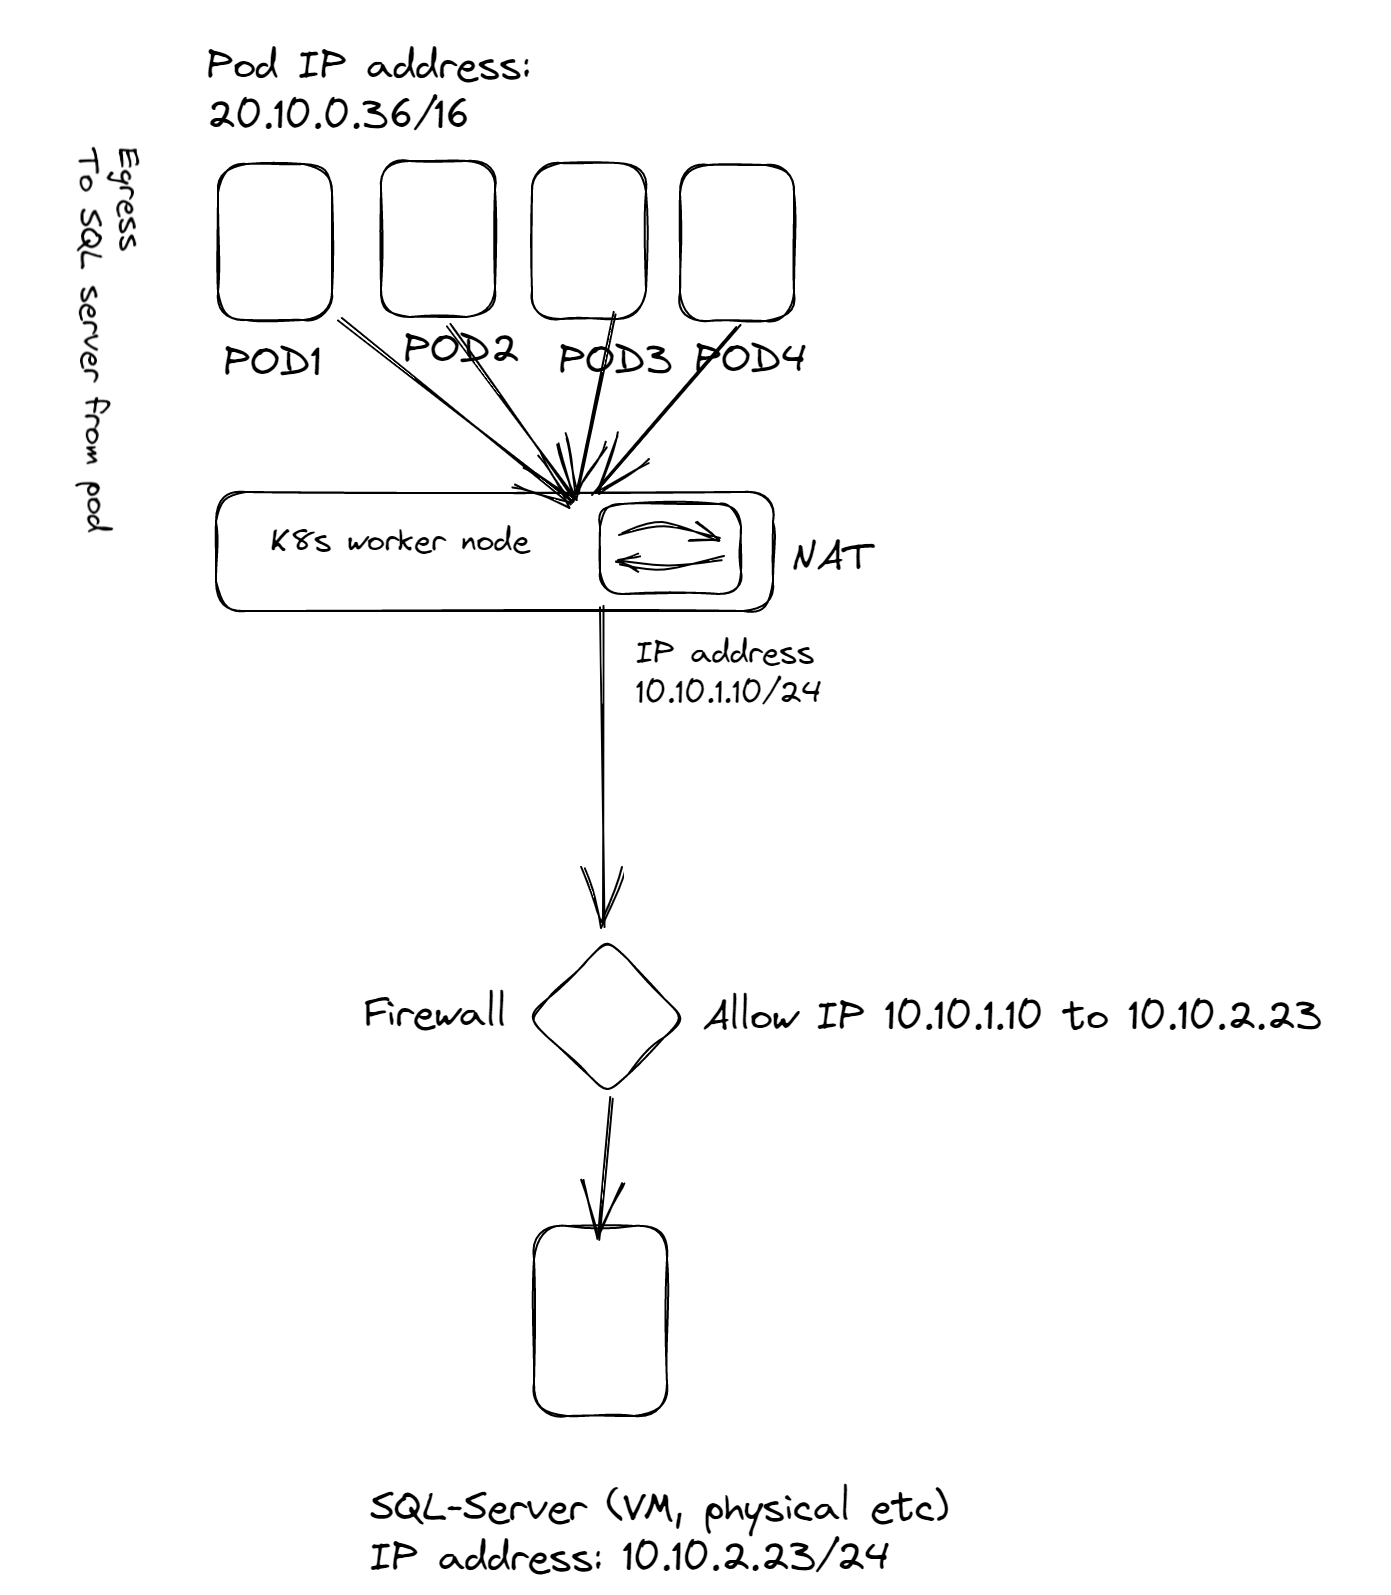 Pod IP address:
20.10.0.36/16
Egress
To SQL server from pod
POD1
POD2
POD3
POD4
K8s worker node
NAT
IP address
10.10.1.10/24
Firewall
Allow IP 10.10.1.10 to 10.10.2.23
SQL-Server (VM, physical etc)
IP address: 10.10.2.23/24